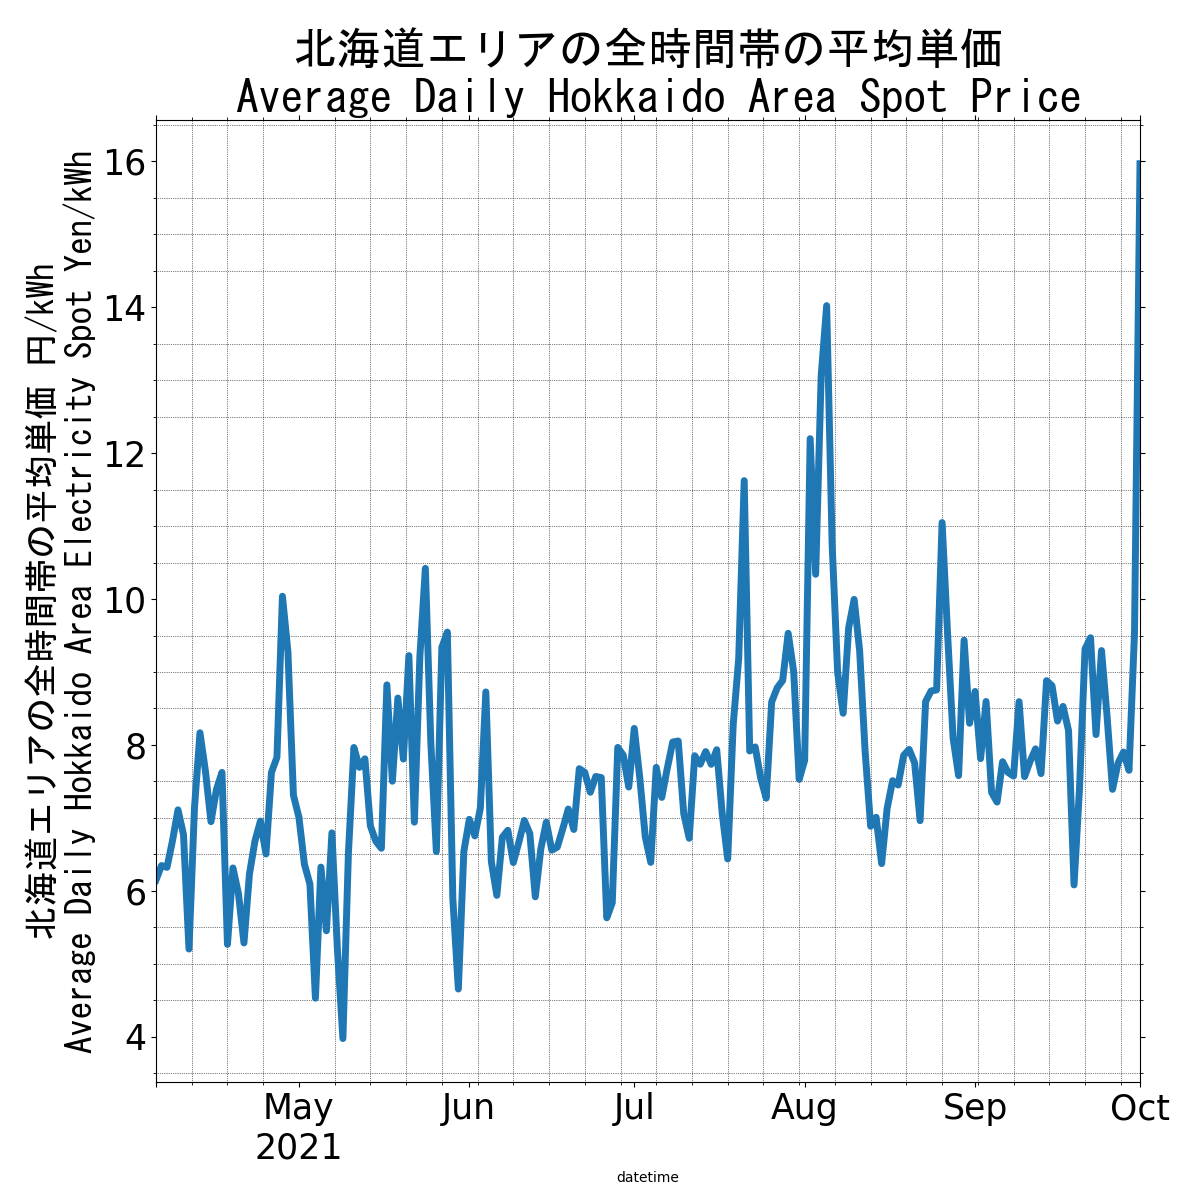 北海道エリアの全時間帯の平均単価
Average Daily Hokkaido Area Spot Price
北海道エリアの全時間帯の平均単価 円/kWh
Average Daily Hokkaido Area Electricity Spot Yen/kWh
16
14
12
10
8
6
4
May
2021
Jun
Jul
Aug
Sep
Oct
datetime